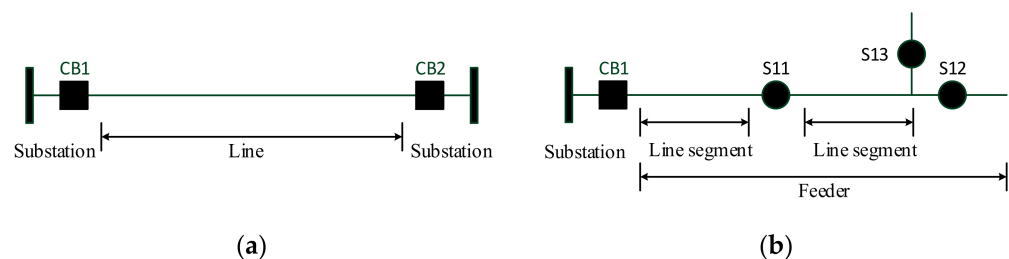 CB1
CB2
Substation
Line
Substation
(a)
CB1
S11
S13
S12
Substation
Line segment
Line segment
Feeder
(b)